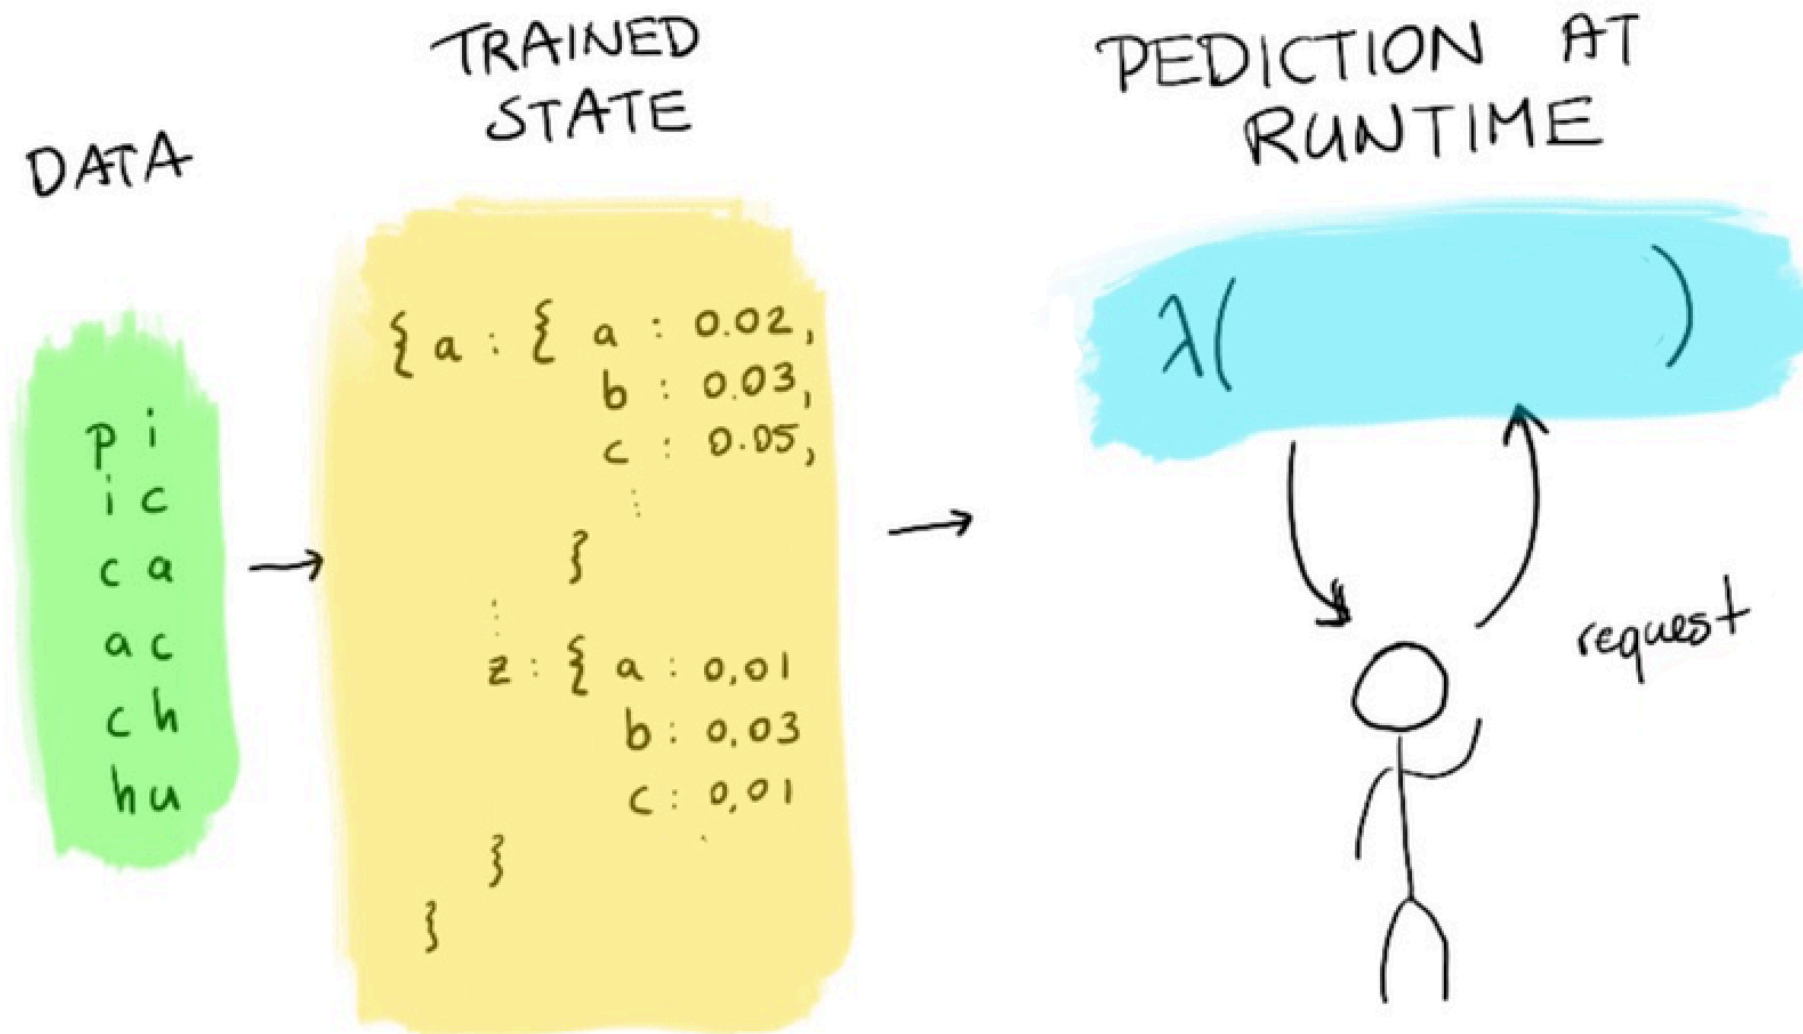 DATA
p i
i c
c a
a c
c h
h u
TRAINED
STATE
{ a : { a : 0.02,
b : 0.03,
c : 0.05,
⋮
}
⋮
z : { a : 0,01
b : 0,03
c : 0,01
.
}
}
PEDICTION AT
RUNTIME
λ( )
request